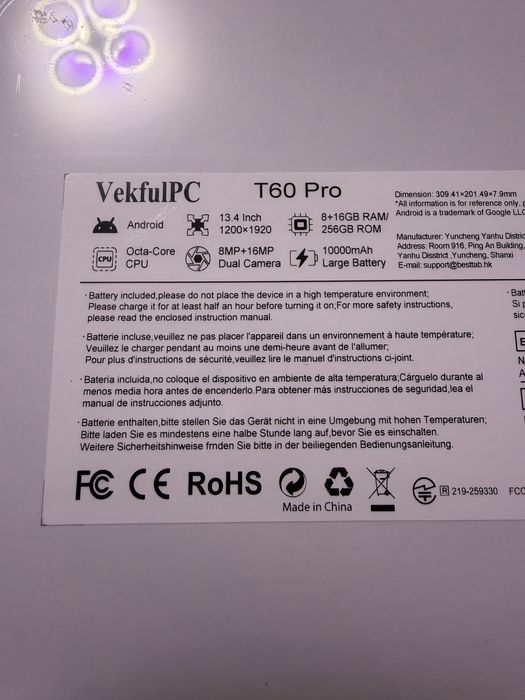 VekfulPC T60 Pro
Dimension: 309.41×201.49×7.9mm
*All information is for reference only,
Android is a trademark of Google LLC
Android
13.4 Inch
1200×1920
8+16GB RAM/
256GB ROM
CPU
Octa-Core
CPU
8MP+16MP
Dual Camera
10000mAh
Large Battery
Manufacturer: Yuncheng Yanhu
Address: Room 916, Ping An Building,
Yanhu Disstrict ,Yuncheng, Shanxi
E-mail: support@besttab.hk
· Battery included,please do not place the device in a high temperature environment;
Please charge it for at least half an hour before turning it on;For more safety instructions,
please read the enclosed instruction manual.
· Batterie incluse,veuillez ne pas placer l'appareil dans un environnement à haute température;
Veuillez le charger pendant au moins une demi-heure avant de l'allumer;
Pour plus d'instructions de sécurité,veuillez lire le manuel d'instructions ci-joint.
· Batería incluida,no coloque el dispositivo en ambiente de alta temperatura;Cárguelo durante al
menos media hora antes de encenderlo.Para obtener más instrucciones de seguridad,lea el
manual de instrucciones adjunto.
· Batterie enthalten,bitte stellen Sie das Gerät nicht in eine Umgebung mit hohen Temperaturen;
Bitte laden Sie es mindestens eine halbe Stunde lang auf,bevor Sie es einschalten.
Weitere Sicherheitshinweise fmden Sie bitte in der beiliegenden Bedienungsanleitung.
FC CE RoHS
Made in China
R 219-259330 FCC